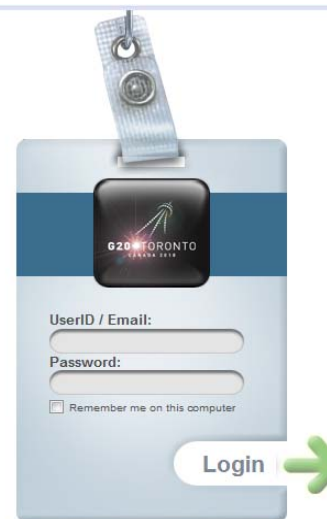 G20 TORONTO
CANADA 2010
UserID / Email:
Password:
Remember me on this computer
Login